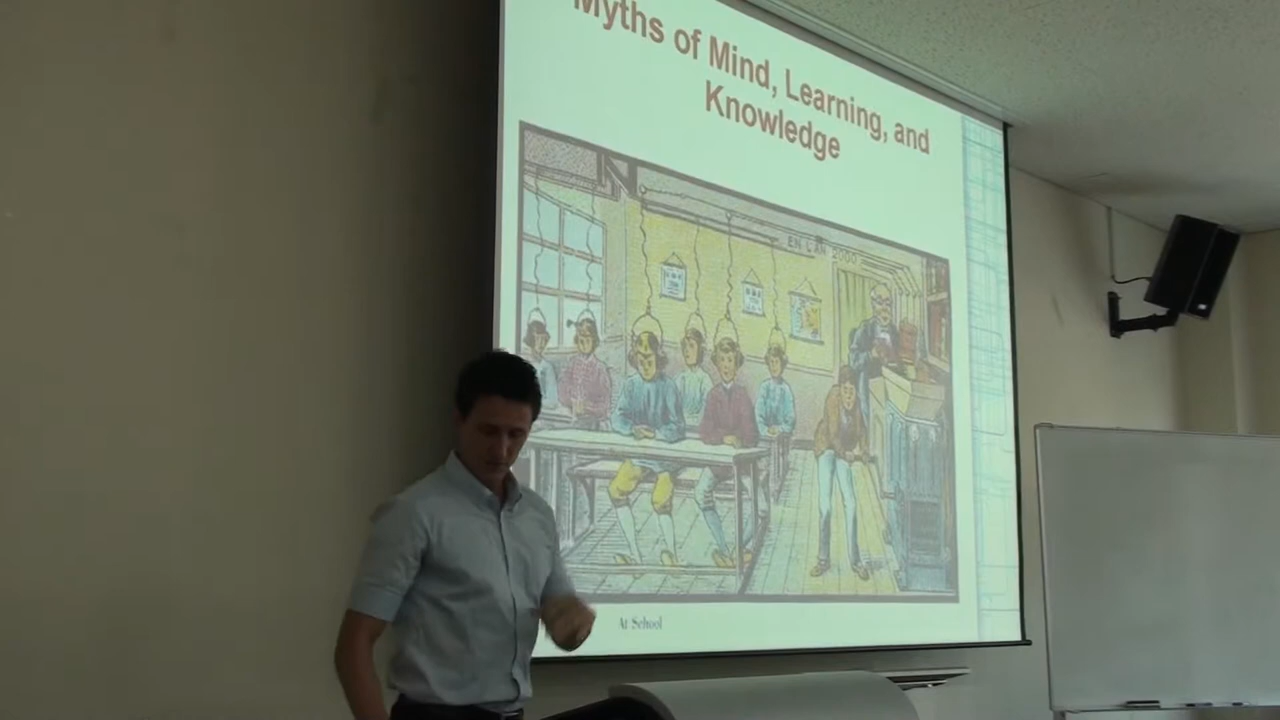 Myths of Mind, Learning, and
Knowledge
EN L'AN 2000
At School